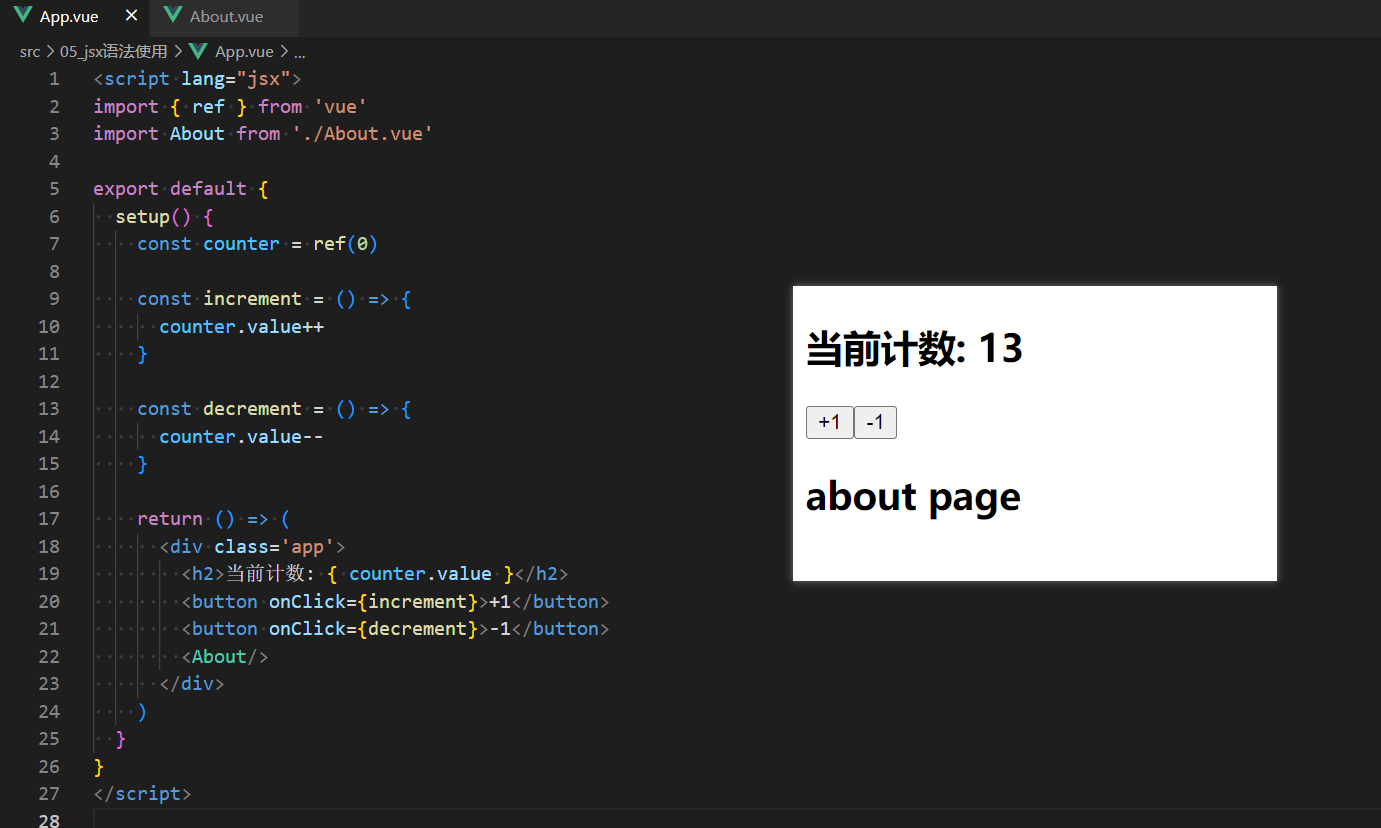 App.vue × About.vue
src > 05_jsx语法使用 > App.vue > ...
1 <script lang="jsx">
2 import { ref } from 'vue'
3 import About from './About.vue'
4
5 export default {
6 setup() {
7 const counter = ref(0)
8
9 const increment = () => {
10 counter.value++
11 }
12
13 const decrement = () => {
14 counter.value--
15 }
16
17 return () => (
18 <div class='app'>
19 <h2>当前计数: { counter.value }</h2>
20 <button onClick={increment}>+1</button>
21 <button onClick={decrement}>-1</button>
22 <About/>
23 </div>
24 )
25 }
26 }
27 </script>
28
当前计数: 13
+1 -1
about page